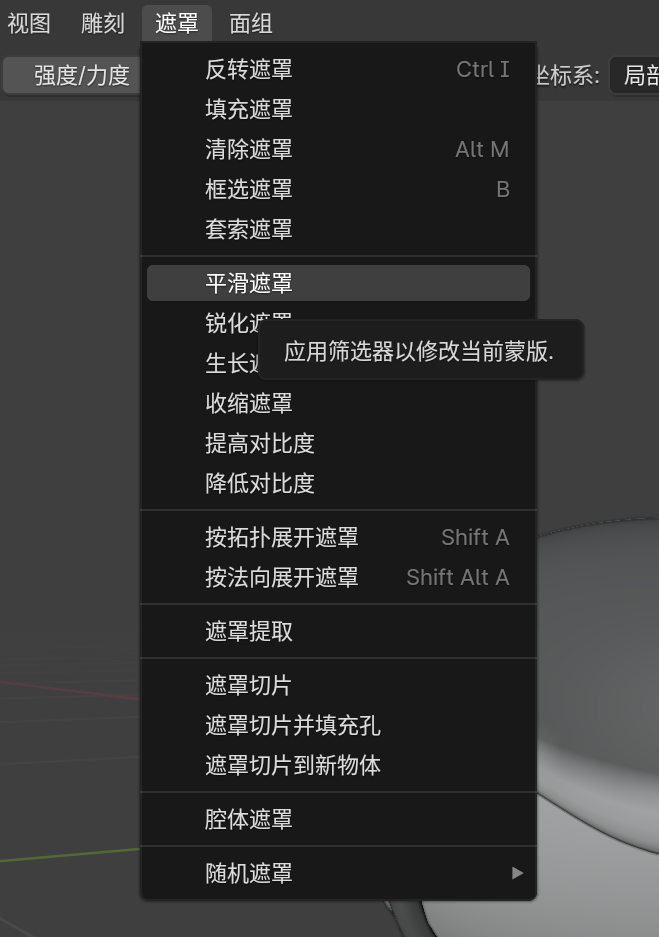 视图 雕刻 遮罩 面组
强度/力度 坐标系: 局部
反转遮罩 Ctrl I
填充遮罩
清除遮罩 Alt M
框选遮罩 B
套索遮罩
平滑遮罩
锐化遮罩
应用筛选器以修改当前蒙版.
生长
收缩遮罩
提高对比度
降低对比度
按拓扑展开遮罩 Shift A
按法向展开遮罩 Shift Alt A
遮罩提取
遮罩切片
遮罩切片并填充孔
遮罩切片到新物体
腔体遮罩
随机遮罩